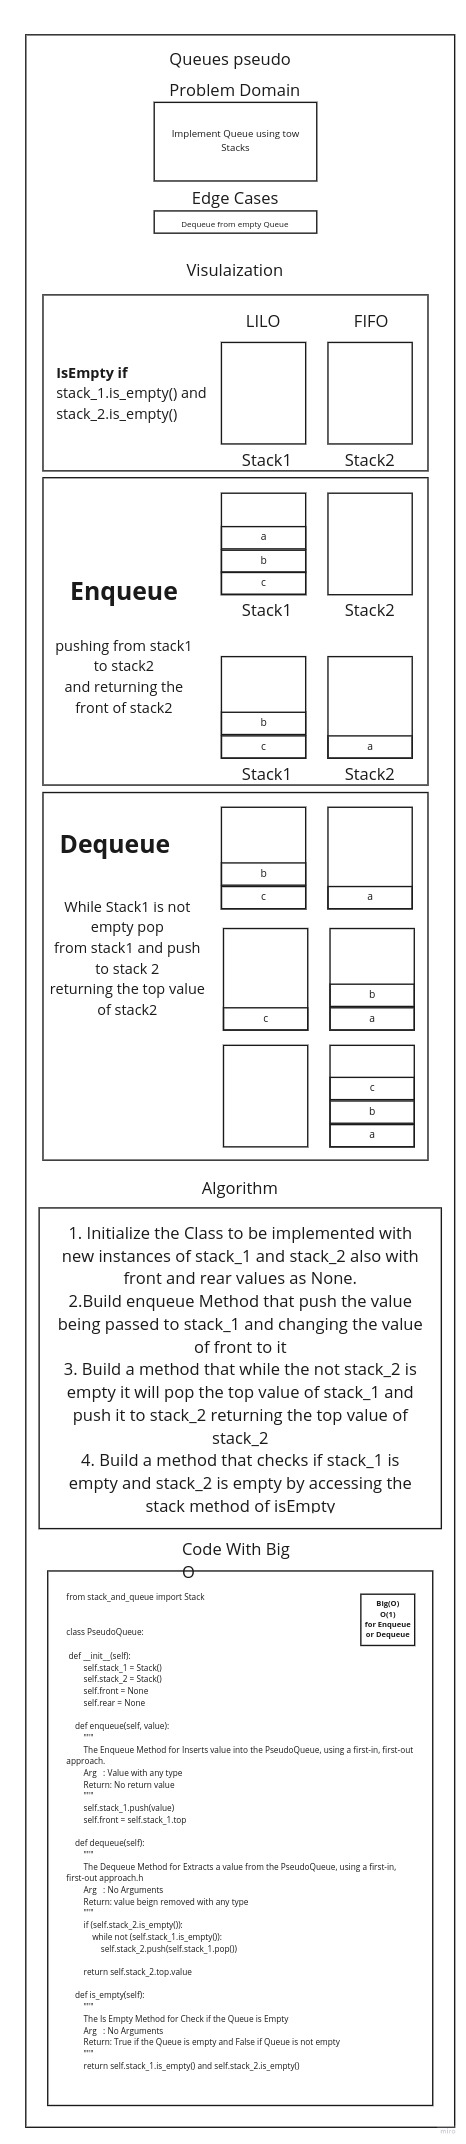 Queues pseudo
Problem Domain
Implement Queue using tow
Stacks
Edge Cases
Dequeue from empty Queue
Visulaization
LILO FIFO
IsEmpty if
stack_1.is_empty() and
stack_2.is_empty()
Stack1 Stack2
a
b
c
Enqueue
Stack1 Stack2
pushing from stack1
to stack2
and returning the
front of stack2
b
c a
Stack1 Stack2
Dequeue
b
c a
While Stack1 is not
empty pop
from stack1 and push
to stack 2
returning the top value
of stack2
b
c a
c
b
a
Algorithm
1. Initialize the Class to be implemented with
new instances of stack_1 and stack_2 also with
front and rear values as None.
2.Build enqueue Method that push the value
being passed to stack_1 and changing the value
of front to it
3. Build a method that while the not stack_2 is
empty it will pop the top value of stack_1 and
push it to stack_2 returning the top value of
stack_2
4. Build a method that checks if stack_1 is
empty and stack_2 is empty by accessing the
stack method of isEmpty
Code With Big
O
from stack_and_queue import Stack
Big(O)
O(1)
for Enqueue
or Dequeue
class PseudoQueue:
def __init__(self):
self.stack_1 = Stack()
self.stack_2 = Stack()
self.front = None
self.rear = None
def enqueue(self, value):
"""
The Enqueue Method for Inserts value into the PseudoQueue, using a first-in, first-out
approach.
Arg : Value with any type
Return: No return value
"""
self.stack_1.push(value)
self.front = self.stack_1.top
def dequeue(self):
"""
The Dequeue Method for Extracts a value from the PseudoQueue, using a first-in,
first-out approach.h
Arg : No Arguments
Return: value beign removed with any type
"""
if (self.stack_2.is_empty()):
while not (self.stack_1.is_empty()):
self.stack_2.push(self.stack_1.pop())
return self.stack_2.top.value
def is_empty(self):
"""
The Is Empty Method for Check if the Queue is Empty
Arg : No Arguments
Return: True if the Queue is empty and False if Queue is not empty
"""
return self.stack_1.is_empty() and self.stack_2.is_empty()
miro